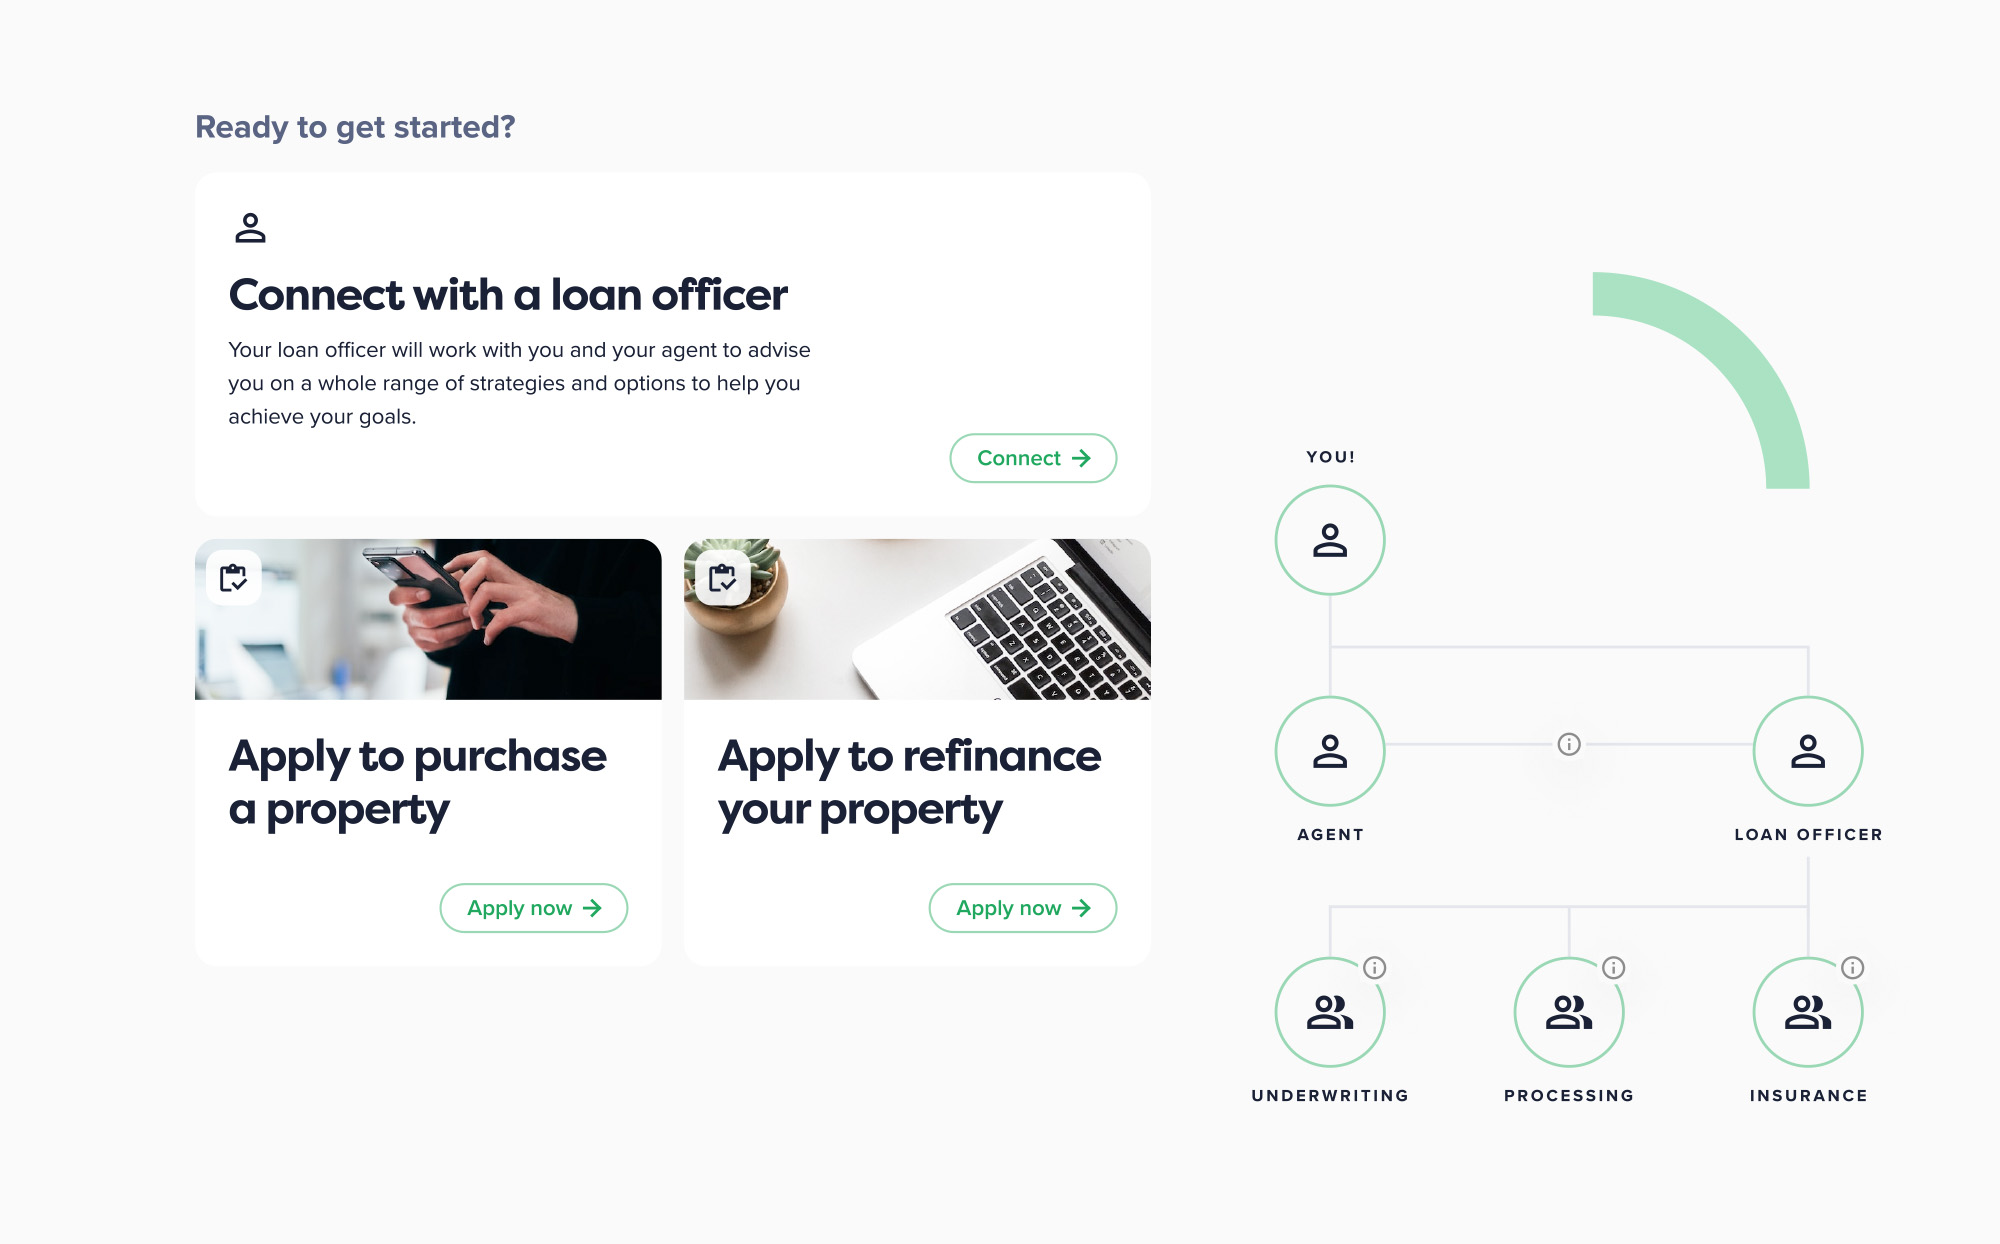 Ready to get started?
Connect with a loan officer
Your loan officer will work with you and your agent to advise
you on a whole range of strategies and options to help you
achieve your goals.
Connect
Apply to purchase
a property
Apply now
Apply to refinance
your property
Apply now
YOU!
AGENT
LOAN OFFICER
UNDERWRITING
PROCESSING
INSURANCE